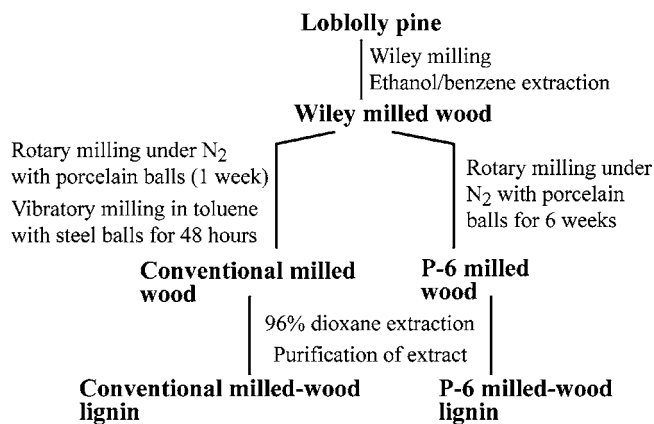 Loblolly pine
Wiley milling
Ethanol/benzene extraction
Wiley milled wood
Rotary milling under N2
with porcelain balls (1 week)
Vibratory milling in toluene
with steel balls for 48 hours
Rotary milling under
N2 with porcelain
balls for 6 weeks
Conventional milled
wood
P-6 milled
wood
96% dioxane extraction
Purification of extract
Conventional milled-wood
lignin
P-6 milled-wood
lignin